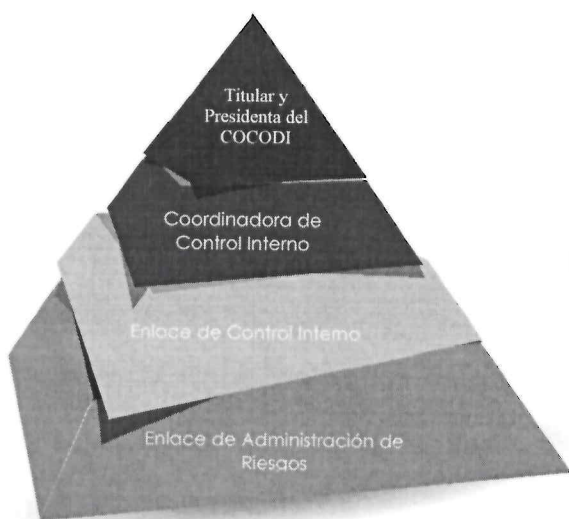 Titular y
Presidenta del
COCODI
Coordinadora de
Control Interno
Enlace de Control Interno
Enlace de Administración de
Riesgos